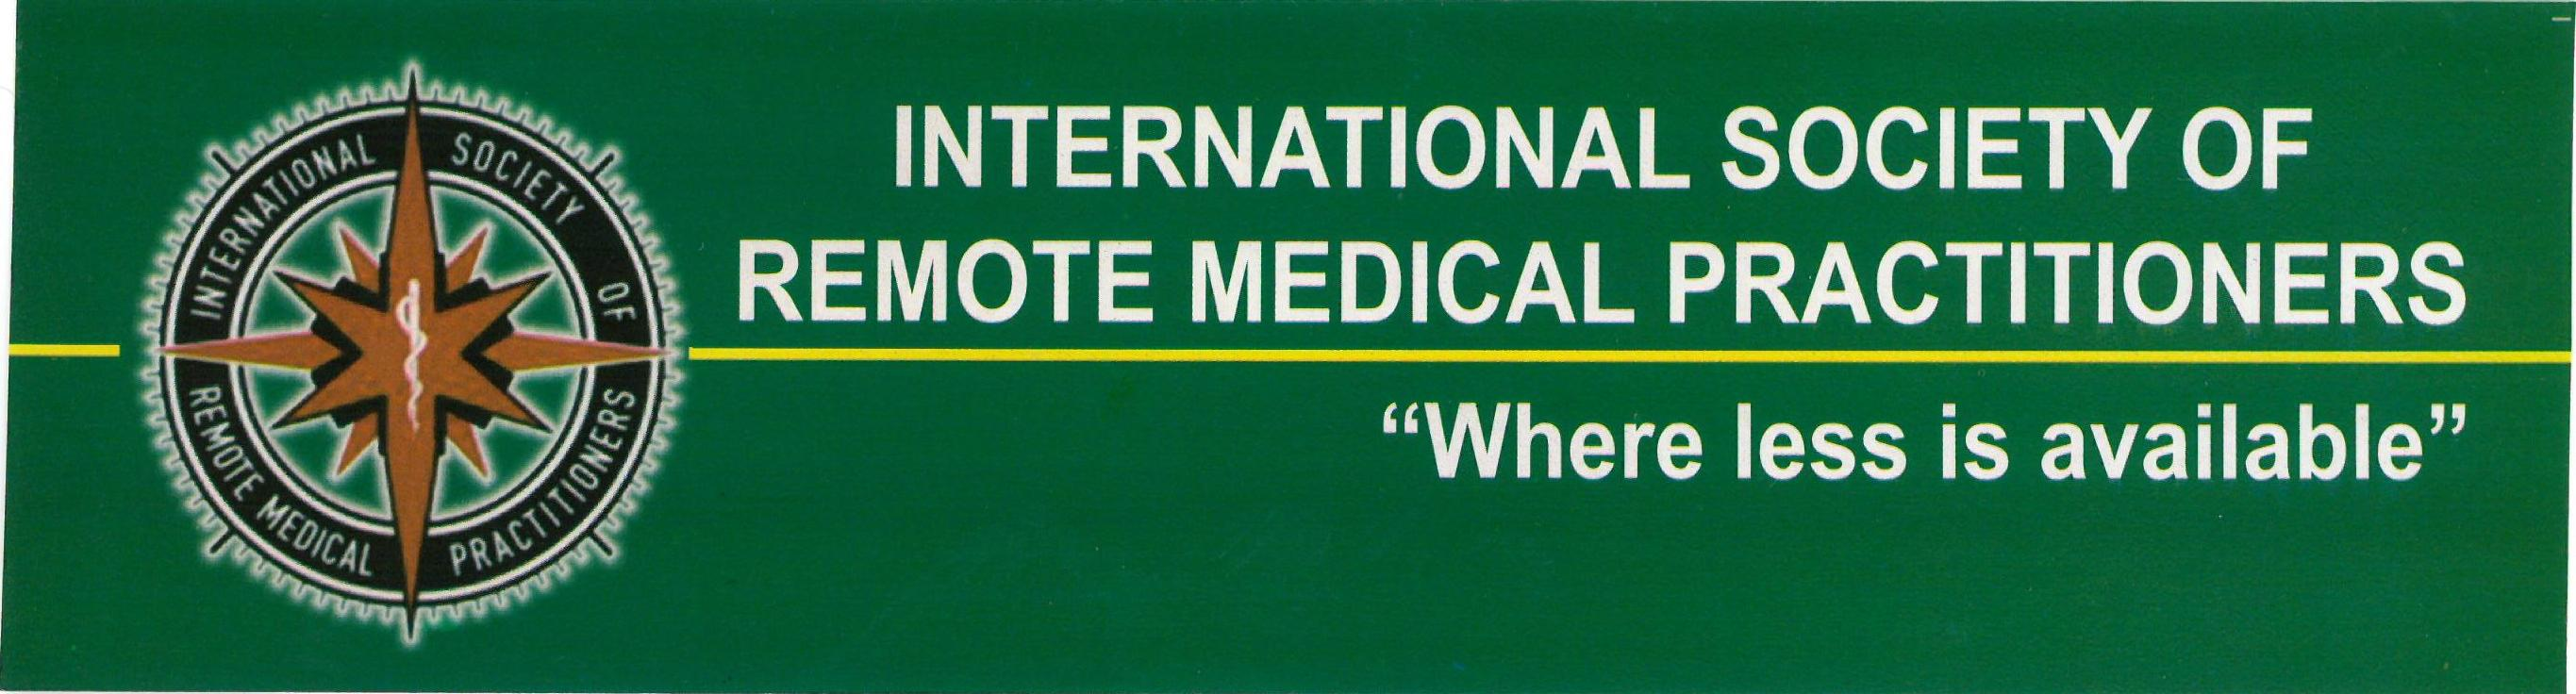 INTERNATIONAL SOCIETY OF
REMOTE MEDICAL PRACTITIONERS
“Where less is available”
INTERNATIONAL SOCIETY OF
REMOTE MEDICAL PRACTITIONERS